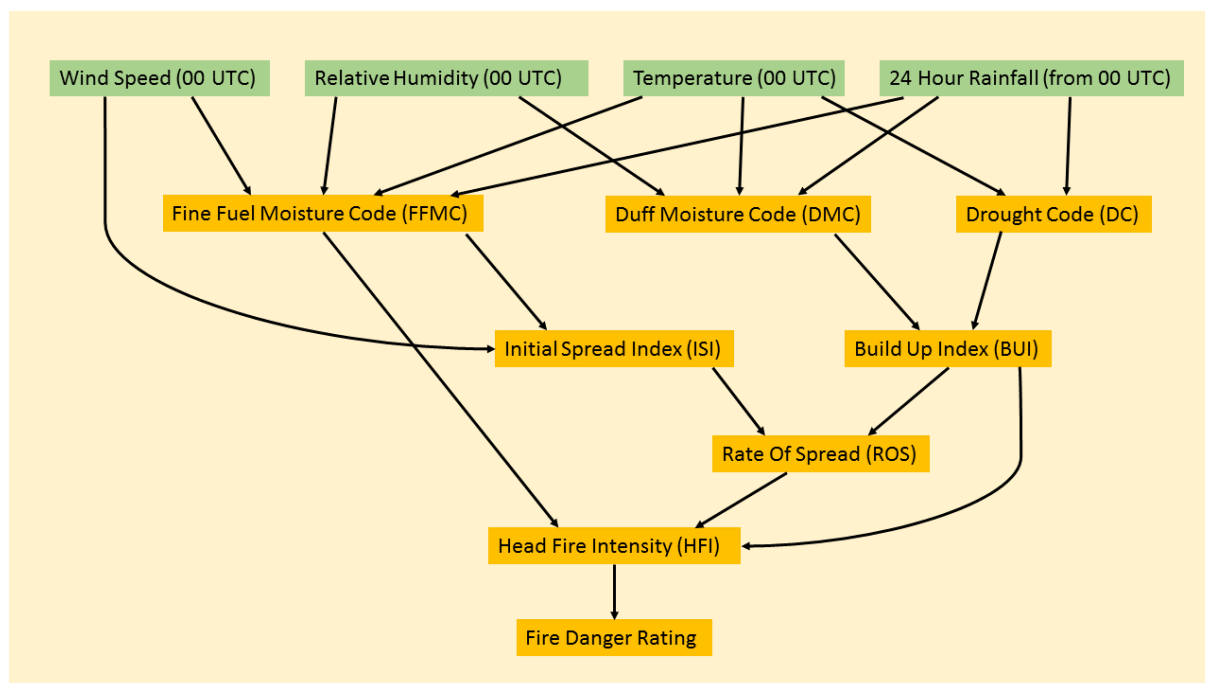 Wind Speed (00 UTC)
Relative Humidity (00 UTC)
Temperature (00 UTC)
24 Hour Rainfall (from 00 UTC)
Fine Fuel Moisture Code (FFMC)
Duff Moisture Code (DMC)
Drought Code (DC)
Initial Spread Index (ISI)
Build Up Index (BUI)
Rate Of Spread (ROS)
Head Fire Intensity (HFI)
Fire Danger Rating